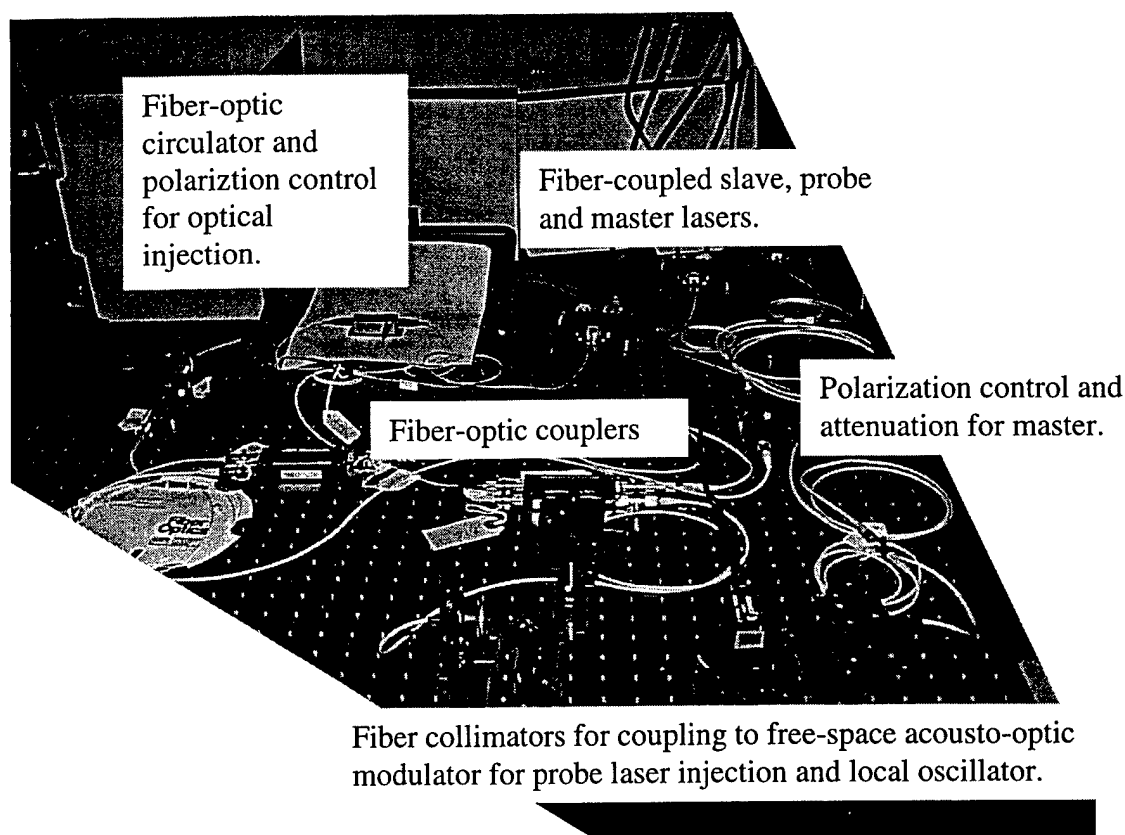 Fiber-optic
circulator and
polariztion control
for optical
injection.
Fiber-coupled slave, probe
and master lasers.
Polarization control and
attenuation for master.
Fiber-optic couplers
Fiber
Optics
Fiber collimators for coupling to free-space acousto-optic
modulator for probe laser injection and local oscillator.